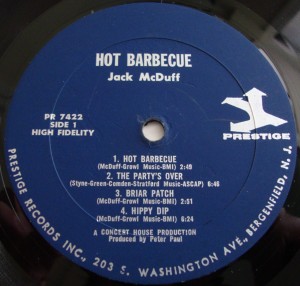 HOT BARBECUE
Jack McDuff
PR 7422
SIDE 1
HIGH FIDELITY
PRESTIGE
1. HOT BARBECUE
(McDuff-Growl Music-BMI) 2:49
2. THE PARTY'S OVER
(Styne-Green-Comden-Stratford Music-ASCAP) 6:46
3. BRIAR PATCH
(McDuff-Growl Music-BMI) 2:51
4. HIPPY DIP
(McDuff-Growl Music-BMI) 6:24
A CONCERT HOUSE PRODUCTION
Produced by Peter Paul
PRESTIGE RECORDS INC., 203 S. WASHINGTON AVE., BERGENFIELD, N. J.